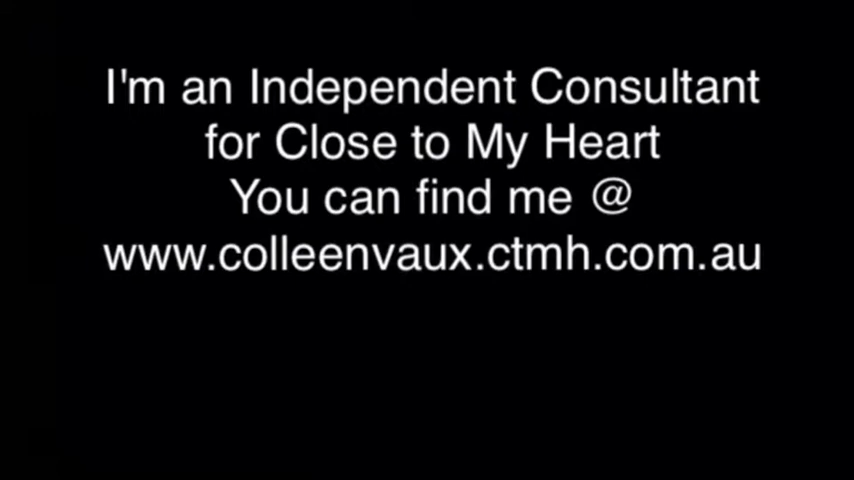 I'm an Independent Consultant
for Close to My Heart
You can find me @
www.colleenvaux.ctmh.com.au